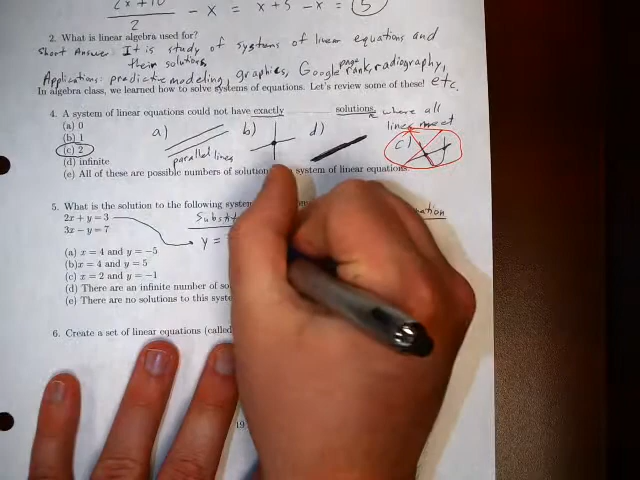 2x + 10
2 - x = x + 5 - x = 5
2. What is linear algebra used for?
Short Answer: It is study of systems of linear equations and
their solutions
Applications: predictive modeling, graphics, Google page rank, radiography, etc.
In algebra class, we learned how to solve systems of equations. Let's review some of these!
4. A system of linear equations could not have exactly ______ solutions, where all
lines meet
(a) 0
(b) 1
(c) 2
(d) infinite
(e) All of these are possible numbers of solution system of linear equations.
a) b) d) c)
parallel lines
5. What is the solution to the following system
2x + y = 3
3x - y = 7
Substit
y =
(a) x = 4 and y = -5
(b) x = 4 and y = 5
(c) x = 2 and y = -1
(d) There are an infinite number of so
(e) There are no solutions to this syste
6. Create a set of linear equations (called
19